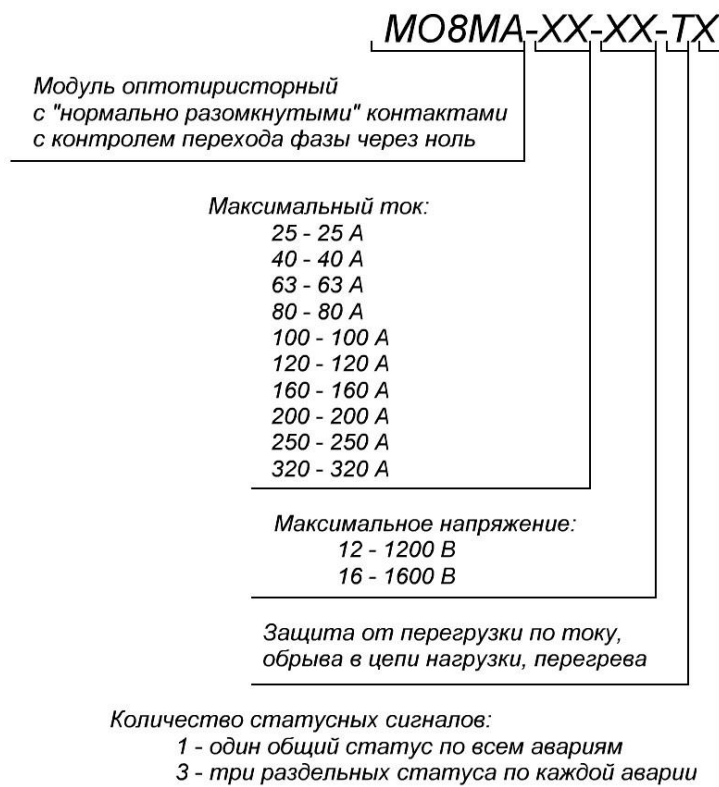 МО8МА-ХХ-ХХ-ТХ
Модуль оптотиристорный
с "нормально разомкнутыми" контактами
с контролем перехода фазы через ноль
Максимальный ток:
25 - 25 А
40 - 40 А
63 - 63 А
80 - 80 А
100 - 100 А
120 - 120 А
160 - 160 А
200 - 200 А
250 - 250 А
320 - 320 А
Максимальное напряжение:
12 - 1200 В
16 - 1600 В
Защита от перегрузки по току,
обрыва в цепи нагрузки, перегрева
Количество статусных сигналов:
1 - один общий статус по всем авариям
3 - три раздельных статуса по каждой аварии